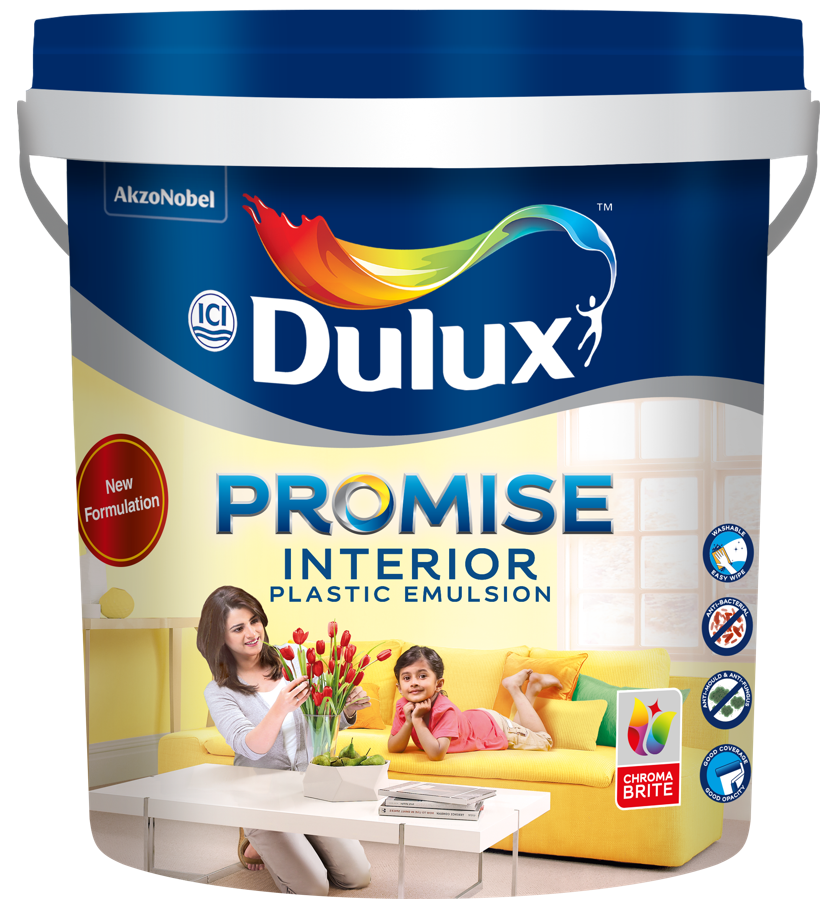 AkzoNobel
™
ICI
Dulux
New
Formulation
PROMISE
INTERIOR
PLASTIC EMULSION
WASHABLE
EASY WIPE
ANTI-BACTERIAL
ANTI-MOULD & ANTI-FUNGUS
GOOD COVERAGE
GOOD OPACITY
CHROMA
BRITE